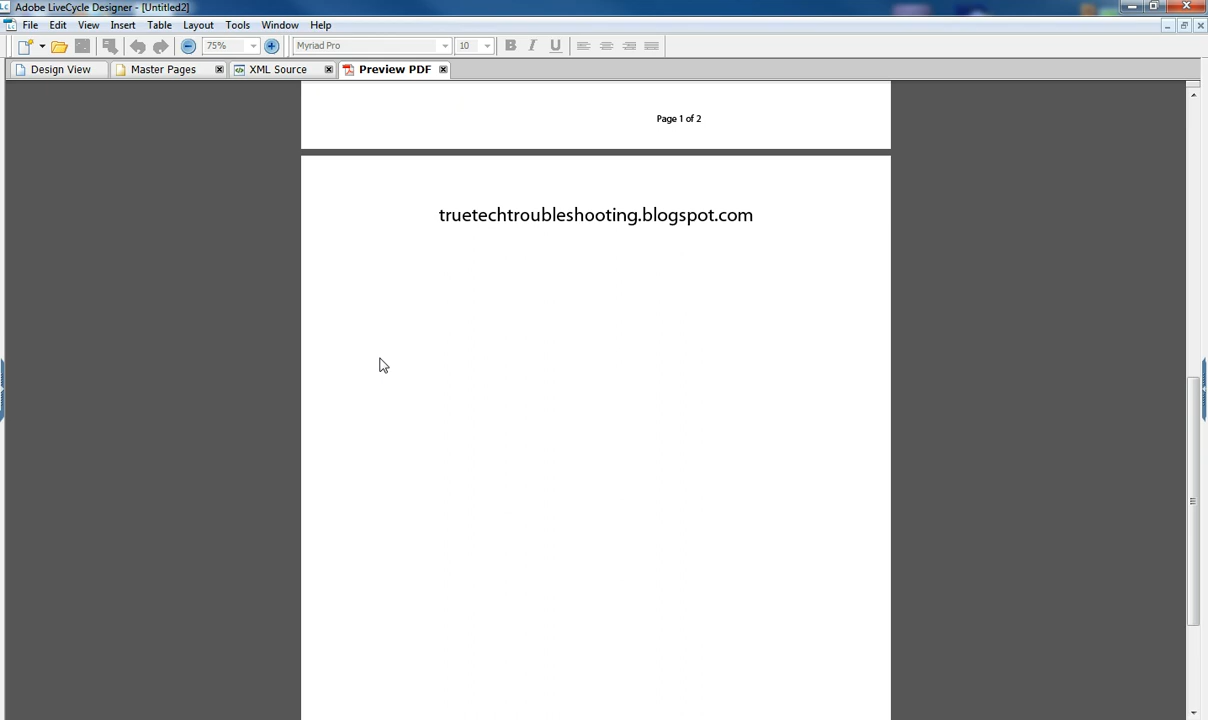 Adobe LiveCycle Designer - [Untitled2]
File Edit View Insert Table Layout Tools Window Help
75% Myriad Pro 10 B I U
Design View Master Pages XML Source Preview PDF
Page 1 of 2
truetechtroubleshooting.blogspot.com